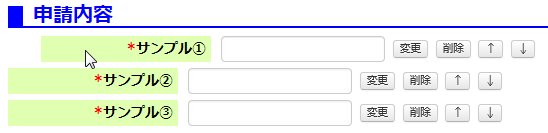 申請内容
*サンプル① 変更 削除 ↑ ↓
*サンプル② 変更 削除 ↑ ↓
*サンプル③ 変更 削除 ↑ ↓